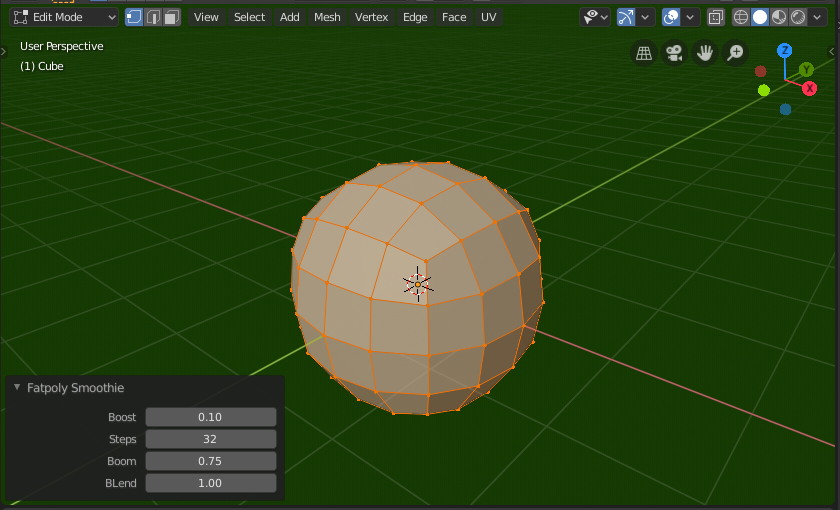 Edit Mode View Select Add Mesh Vertex Edge Face UV
User Perspective
(1) Cube
Z
Y
X
Fatpoly Smoothie
Boost 0.10
Steps 32
Boom 0.75
BLend 1.00